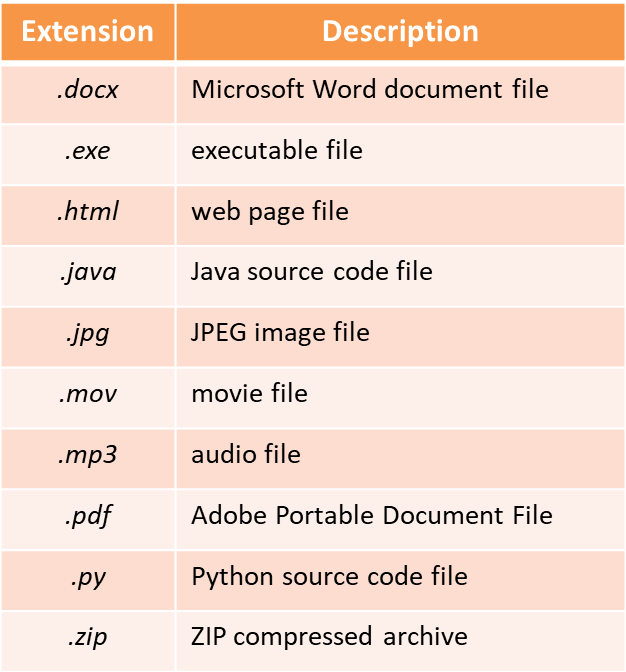 Extension Description
.docx Microsoft Word document file
.exe executable file
.html web page file
.java Java source code file
.jpg JPEG image file
.mov movie file
.mp3 audio file
.pdf Adobe Portable Document File
.py Python source code file
.zip ZIP compressed archive